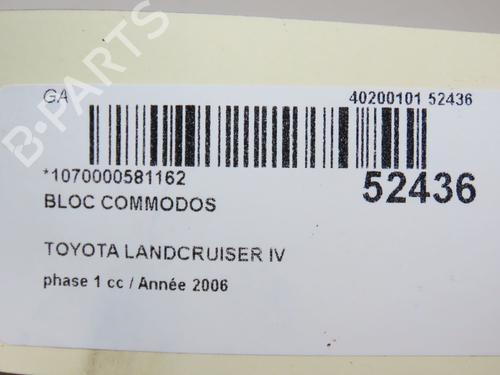 GA
40200101 52436
*1070000581162
52436
BLOC COMMODOS
TOYOTA LANDCRUISER IV
phase 1 cc / Année 2006
B-PARTS